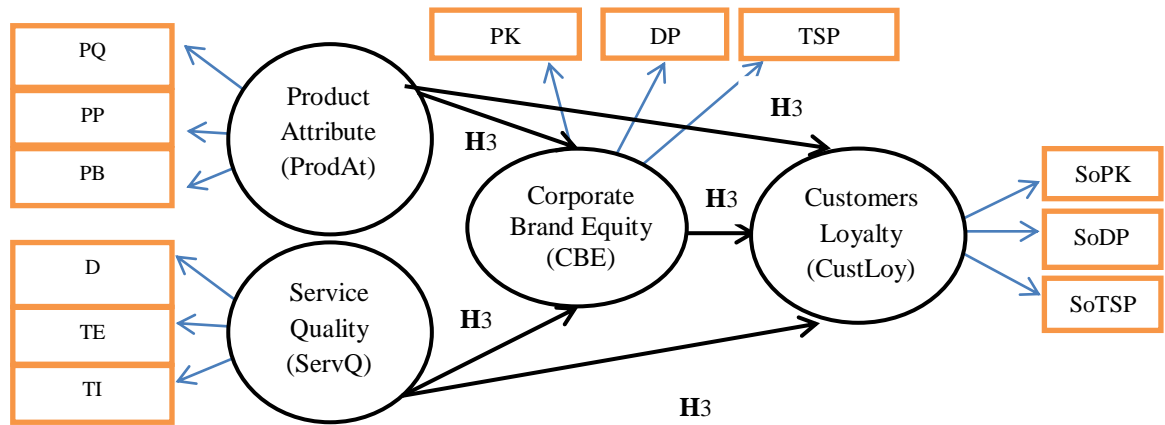 PQ
PP
PB
Product
Attribute
(ProdAt)
PK
DP
TSP
H3
H3
Corporate
Brand Equity
(CBE)
H3
Customers
Loyalty
(CustLoy)
SoPK
SoDP
SoTSP
D
TE
TI
Service
Quality
(ServQ)
H3
H3